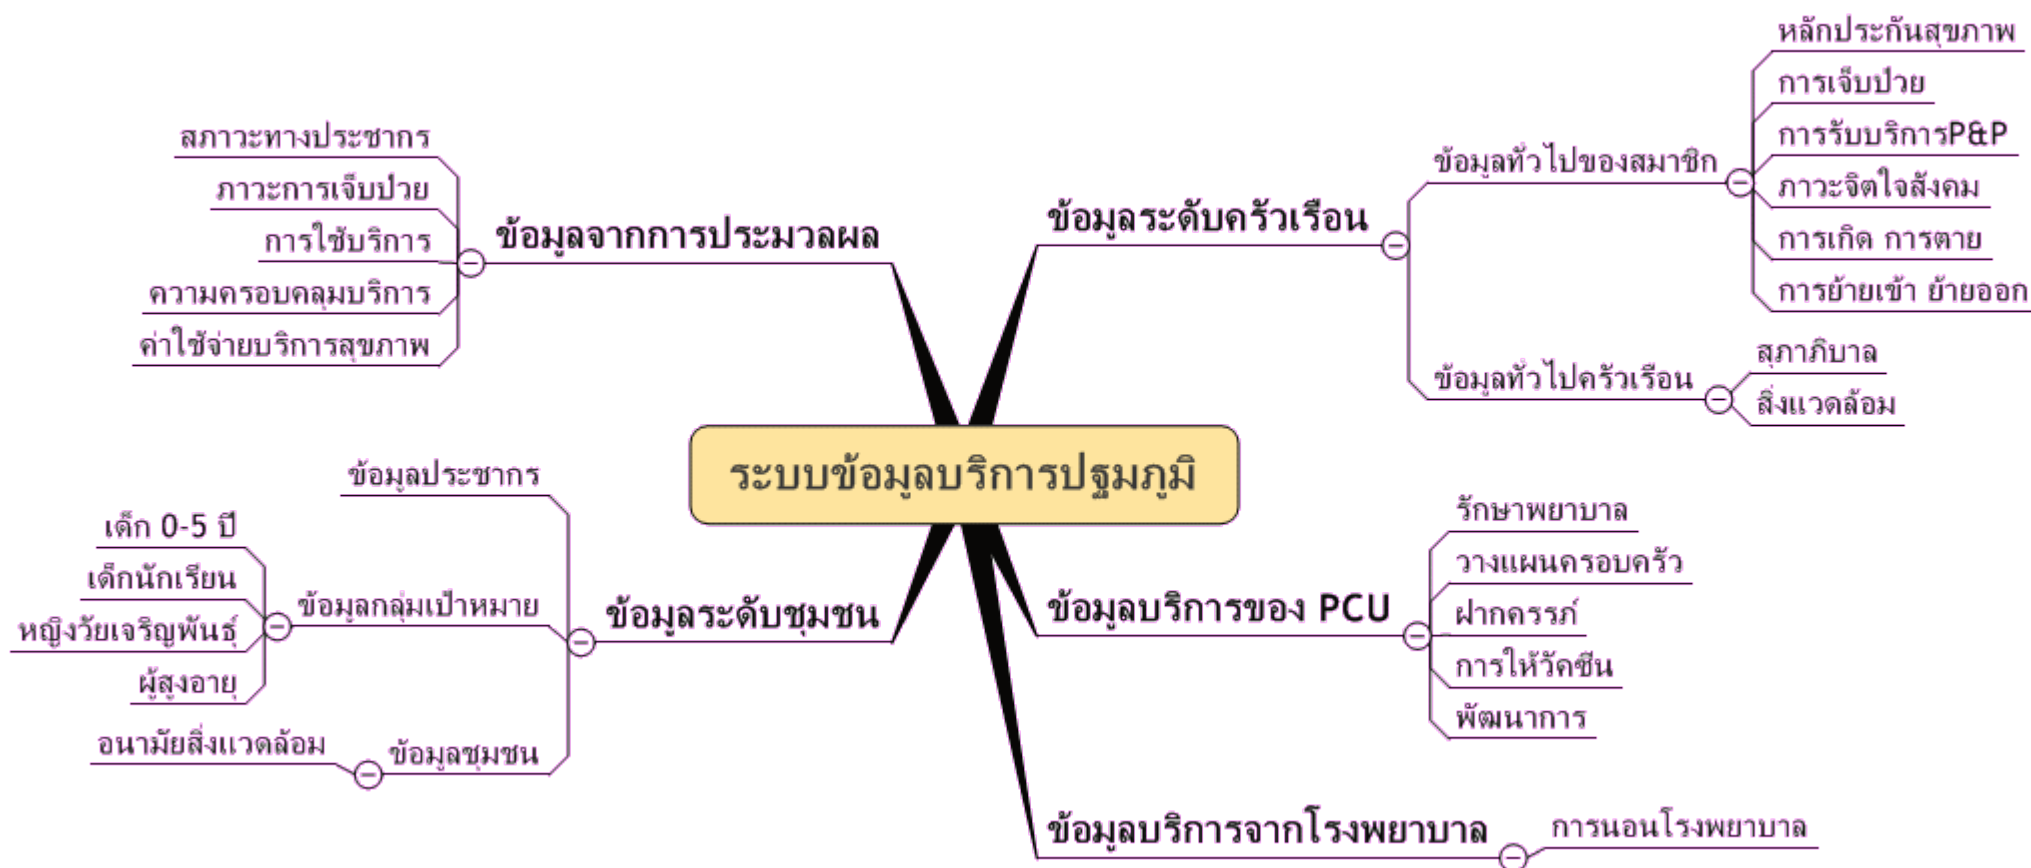 ระบบข้อมูลบริการปฐมภูมิ
ข้อมูลระดับครัวเรือน
ข้อมูลทั่วไปของสมาชิก
หลักประกันสุขภาพ
การเจ็บป่วย
การรับบริการP&P
ภาวะจิตใจสังคม
การเกิด การตาย
การย้ายเข้า ย้ายออก
ข้อมูลทั่วไปครัวเรือน
สุภาภิบาล
สิ่งแวดล้อม
ข้อมูลบริการของ PCU
รักษาพยาบาล
วางแผนครอบครัว
ฝากครรภ์
การให้วัคซีน
พัฒนาการ
ข้อมูลบริการจากโรงพยาบาล
การนอนโรงพยาบาล
ข้อมูลระดับชุมชน
ข้อมูลประชากร
ข้อมูลกลุ่มเป้าหมาย
เด็ก 0-5 ปี
เด็กนักเรียน
หญิงวัยเจริญพันธุ์
ผู้สูงอายุ
ข้อมูลชุมชน
อนามัยสิ่งแวดล้อม
ข้อมูลจากการประมวลผล
สภาวะทางประชากร
ภาวะการเจ็บป่วย
การใช้บริการ
ความครอบคลุมบริการ
ค่าใช้จ่ายบริการสุขภาพ